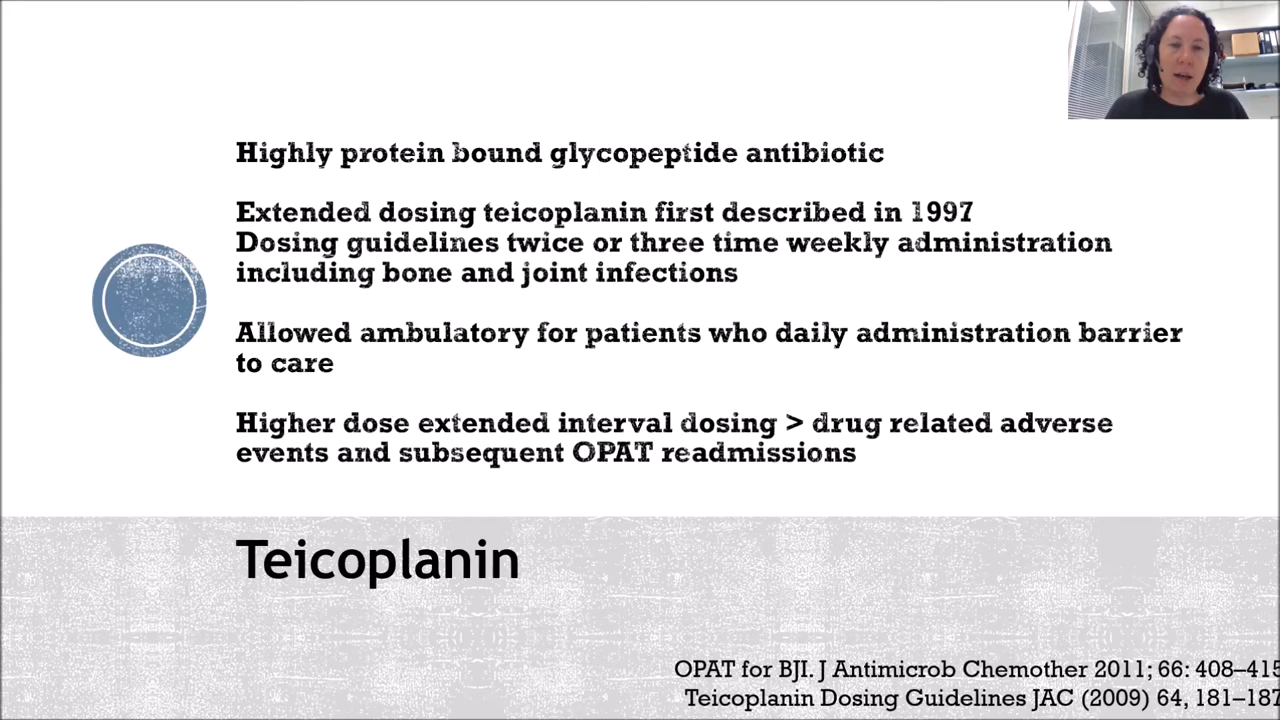 Highly protein bound glycopeptide antibiotic
Extended dosing teicoplanin first described in 1997
Dosing guidelines twice or three time weekly administration
including bone and joint infections
Allowed ambulatory for patients who daily administration barrier
to care
Higher dose extended interval dosing > drug related adverse
events and subsequent OPAT readmissions
Teicoplanin
OPAT for BJI. J Antimicrob Chemother 2011; 66: 408–415
Teicoplanin Dosing Guidelines JAC (2009) 64, 181–187